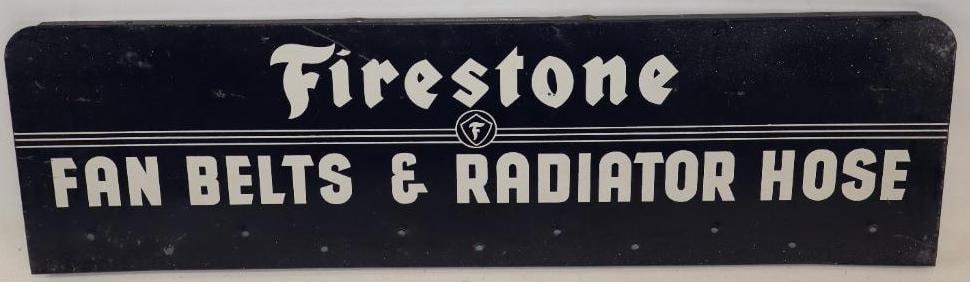 Firestone
F
FAN BELTS & RADIATOR HOSE